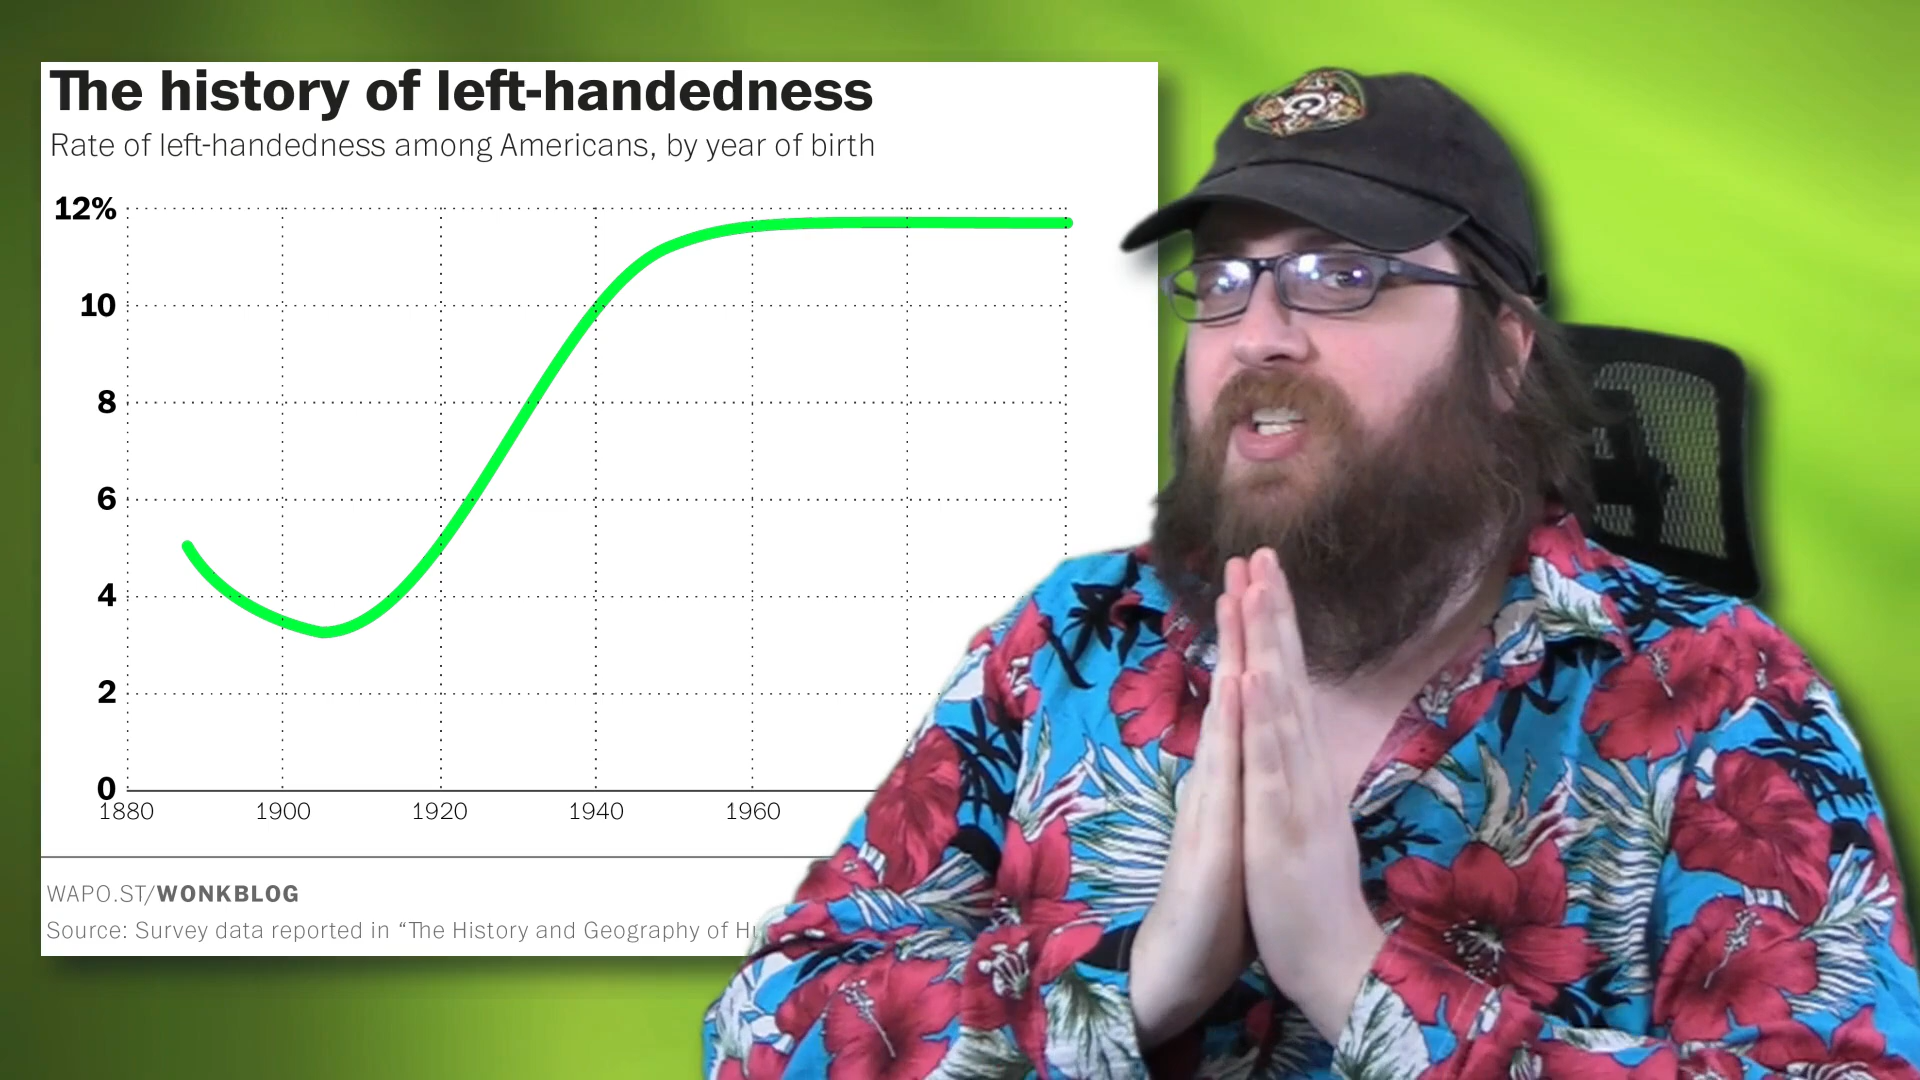 The history of left-handedness
Rate of left-handedness among Americans, by year of birth
12%
10
8
6
4
2
0
1880 1900 1920 1940 1960
WAPO.ST/WONKBLOG
Source: Survey data reported in “The History and Geography of